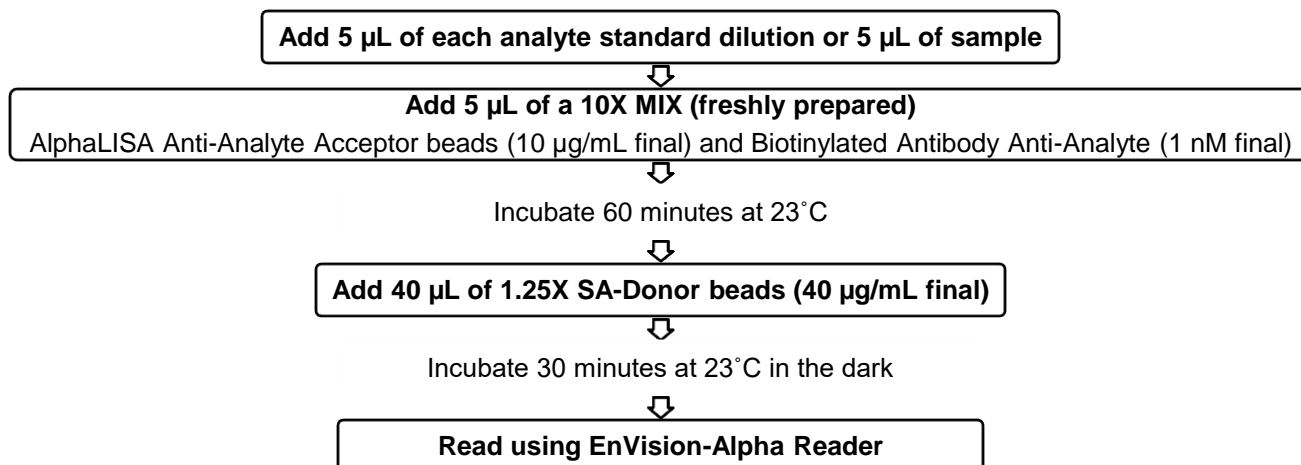 Add 5 µL of each analyte standard dilution or 5 µL of sample
Add 5 µL of a 10X MIX (freshly prepared)
AlphaLISA Anti-Analyte Acceptor beads (10 µg/mL final) and Biotinylated Antibody Anti-Analyte (1 nM final)
Incubate 60 minutes at 23˚C
Add 40 µL of 1.25X SA-Donor beads (40 µg/mL final)
Incubate 30 minutes at 23˚C in the dark
Read using EnVision-Alpha Reader